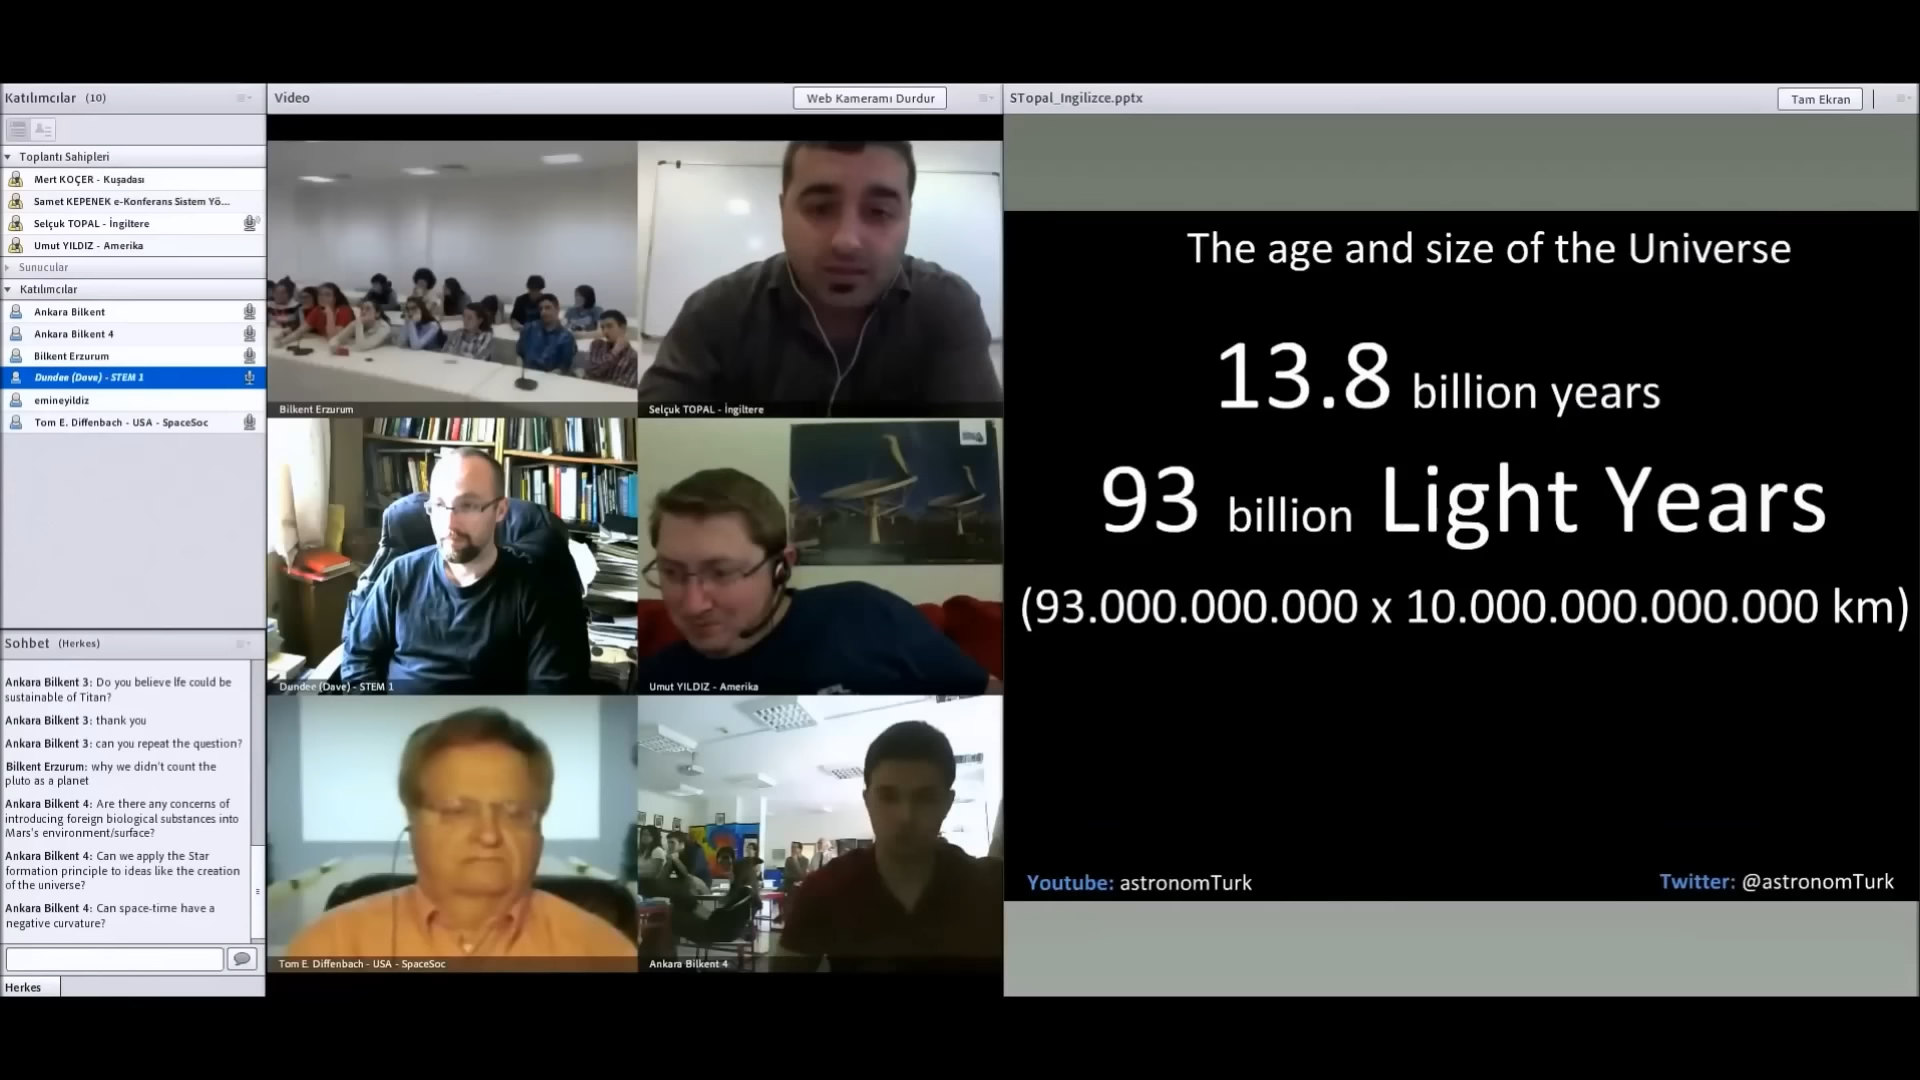 Katılımcılar (10)
Toplantı Sahipleri
Mert KOÇER - Kuşadası
Samet KEPENEK e-Konferans Sistem Yö...
Selçuk TOPAL - İngiltere
Umut YILDIZ - Amerika
Sunucular
Katılımcılar
Ankara Bilkent
Ankara Bilkent 4
Bilkent Erzurum
Dundee (Dave) - STEM 1
emineyildiz
Tom E. Diffenbach - USA - SpaceSoc
Sohbet (Herkes)
Ankara Bilkent 3: Do you believe lfe could be
sustainable of Titan?
Ankara Bilkent 3: thank you
Ankara Bilkent 3: can you repeat the question?
Bilkent Erzurum: why we didn't count the
pluto as a planet
Ankara Bilkent 4: Are there any concerns of
introducing foreign biological substances into
Mars's environment/surface?
Ankara Bilkent 4: Can we apply the Star
formation principle to ideas like the creation
of the universe?
Ankara Bilkent 4: Can space-time have a
negative curvature?
Herkes
Video
Web Kameramı Durdur
Bilkent Erzurum
Selçuk TOPAL - İngiltere
Dundee (Dave) - STEM 1
Umut YILDIZ - Amerika
Tom E. Diffenbach - USA - SpaceSoc
Ankara Bilkent 4
STopal_Ingilizce.pptx
Tam Ekran
The age and size of the Universe
13.8 billion years
93 billion Light Years
(93.000.000.000 x 10.000.000.000.000 km)
Youtube: astronomTurk
Twitter: @astronomTurk